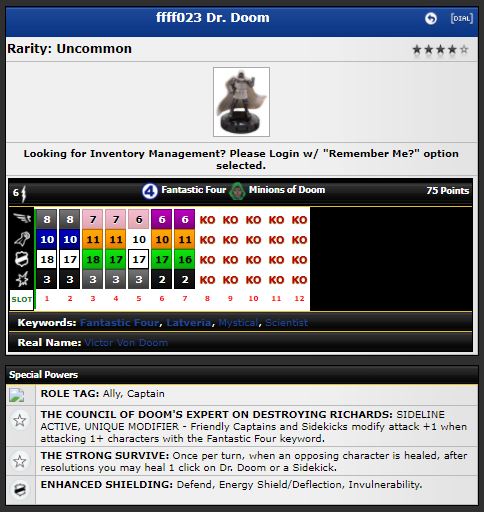 ffff023 Dr. Doom
[DIAL]
Rarity: Uncommon
Looking for Inventory Management? Please Login w/ "Remember Me?" option
selected.
6 4 Fantastic Four Minions of Doom 75 Points
8 8 7 7 6 6 6 KO KO KO KO KO
10 10 11 11 10 10 11 KO KO KO KO KO
18 17 18 17 17 17 16 KO KO KO KO KO
3 3 3 3 3 2 2 KO KO KO KO KO
SLOT 1 2 3 4 5 6 7 8 9 10 11 12
Keywords: Fantastic Four, Latveria, Mystical, Scientist
Real Name: Victor Von Doom
Special Powers
ROLE TAG: Ally, Captain
THE COUNCIL OF DOOM'S EXPERT ON DESTROYING RICHARDS: SIDELINE
ACTIVE, UNIQUE MODIFIER - Friendly Captains and Sidekicks modify attack +1 when
attacking 1+ characters with the Fantastic Four keyword.
THE STRONG SURVIVE: Once per turn, when an opposing character is healed, after
resolutions you may heal 1 click on Dr. Doom or a Sidekick.
ENHANCED SHIELDING: Defend, Energy Shield/Deflection, Invulnerability.